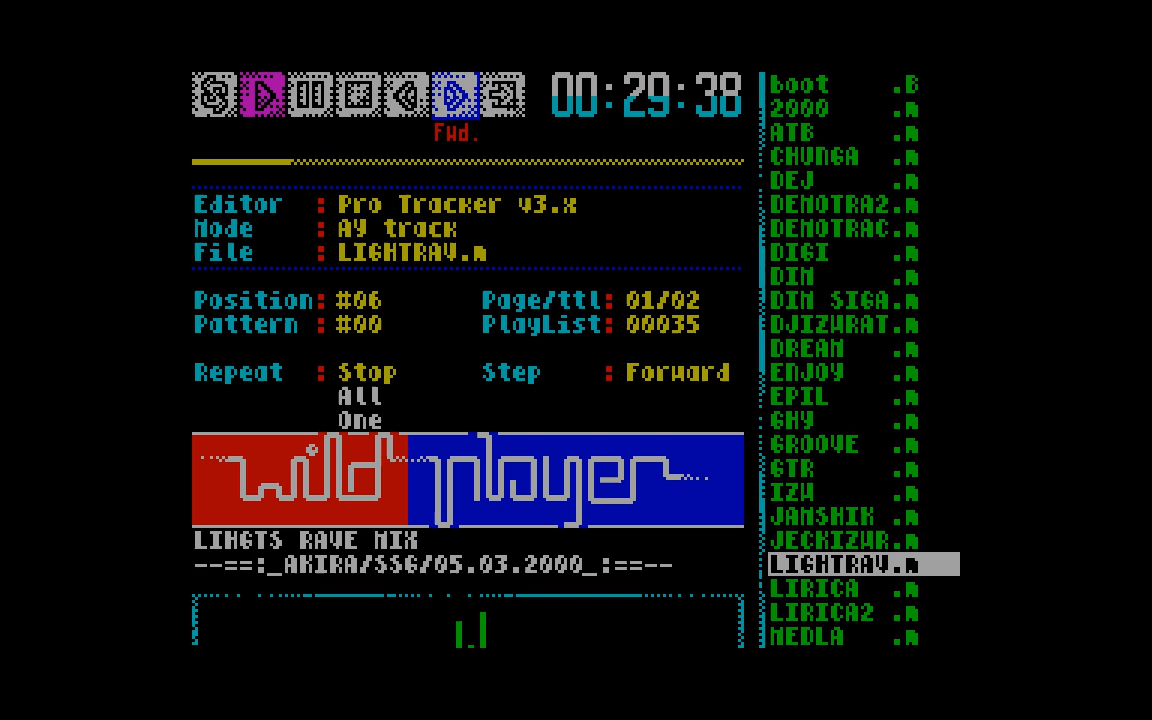 00:29:38
Fwd.
Editor : Pro Tracker v3.x
Mode : AY track
File : LIGHTRAV.m
Position: #06 Page/ttl: 01/02
Pattern : #00 PlayList: 00035
Repeat : Stop Step : Forward
All
One
wild player
LIHGTS RAVE MIX
--==:_AKIRA/SSG/05.03.2000_:==--
boot .B
2000 .m
ATB .m
CHUNGA .m
DEJ .m
DEMOTRA2.m
DEMOTRAC.m
DIGI .m
DIM .m
DIM SIGA.m
DJIZWRAT.m
DREAM .m
ENJOY .m
EPIL .m
GHY .m
GROOVE .m
GTR .m
IZW .m
JAMSHIK .m
JECKIZWR.m
LIGHTRAV.m
LIRICA .m
LIRICA2 .m
MEDLA .m